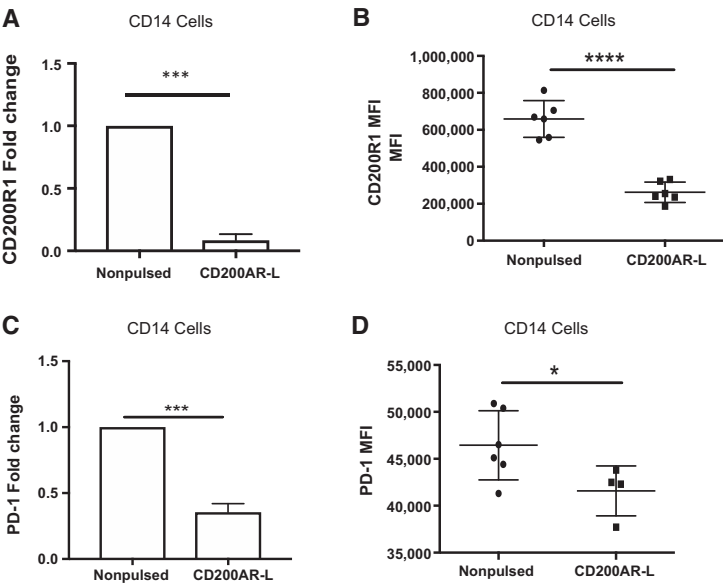 A
CD14 Cells
CD200R1 Fold change
1.5
1.0
0.5
0.0
***
Nonpulsed
CD200AR-L
B
CD14 Cells
CD200R1 MFI
MFI
1,000,000
800,000
600,000
400,000
200,000
0
****
Nonpulsed
CD200AR-L
C
CD14 Cells
PD-1 Fold change
1.5
1.0
0.5
0.0
***
Nonpulsed
CD200AR-L
D
CD14 Cells
PD-1 MFI
55,000
50,000
45,000
40,000
35,000
*
Nonpulsed
CD200AR-L